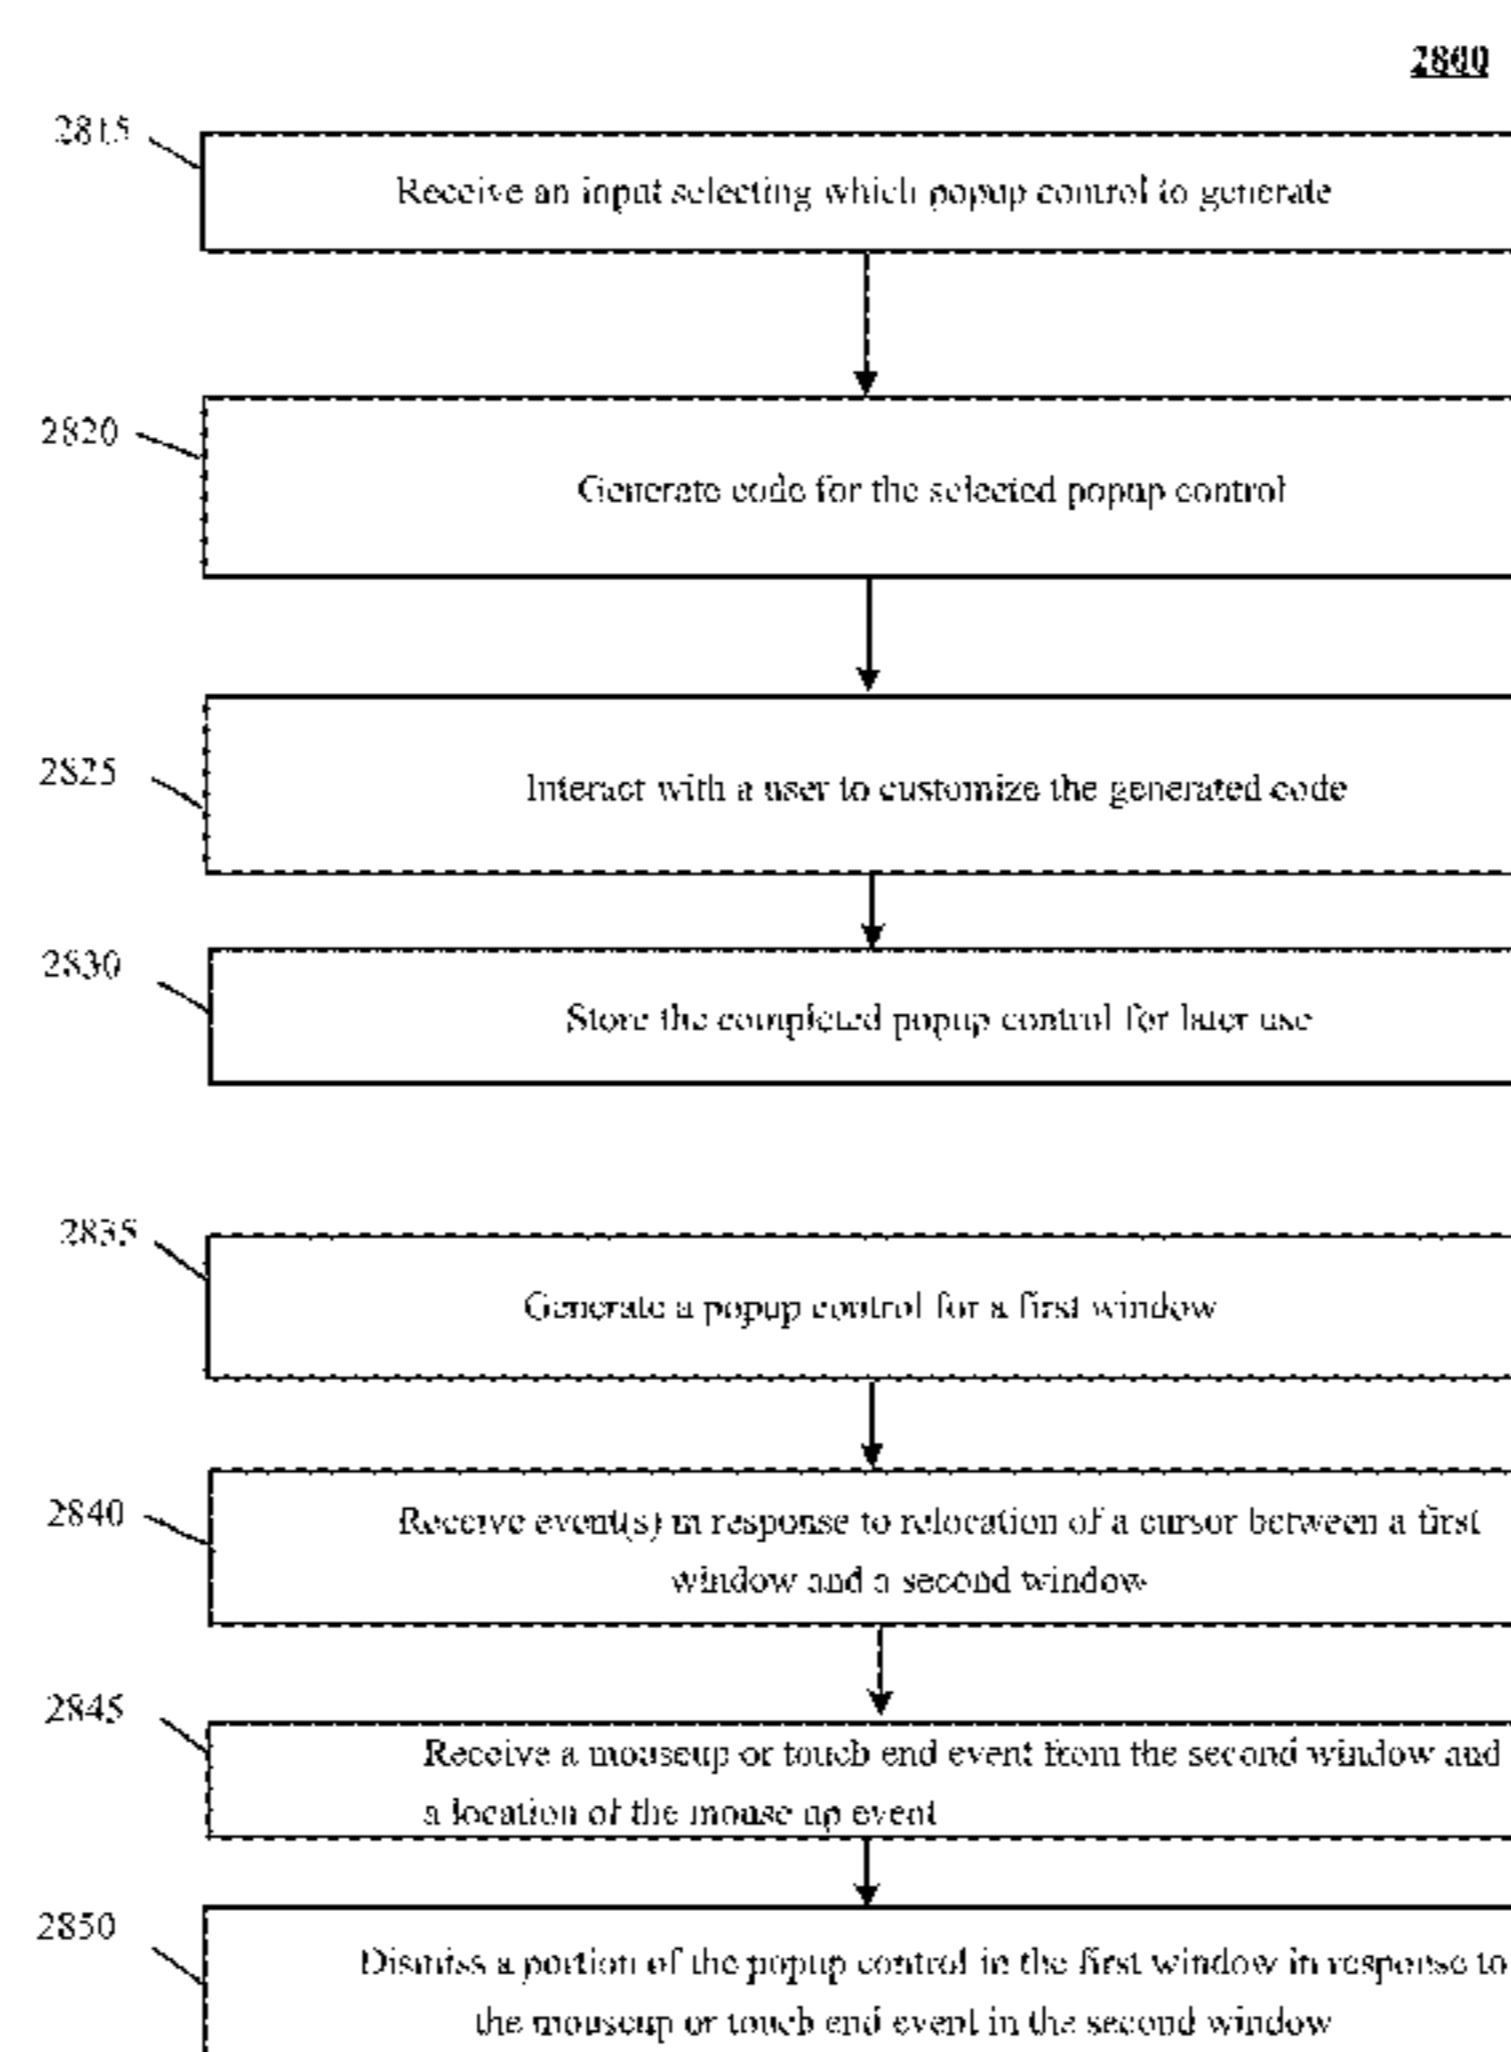 2800
2815
Receive an input selecting which popup control to generate
2820
Generate code for the selected popup control
2825
Interact with a user to customize the generated code
2830
Store the completed popup control for later use
2835
Generate a popup control for a first window
2840
Receive event(s) in response to relocation of a cursor between a first
window and a second window
2845
Receive a mouseup or touch end event from the second window and
a location of the mouse up event
2850
Dismiss a portion of the popup control in the first window in response to
the mouseup or touch end event in the second window